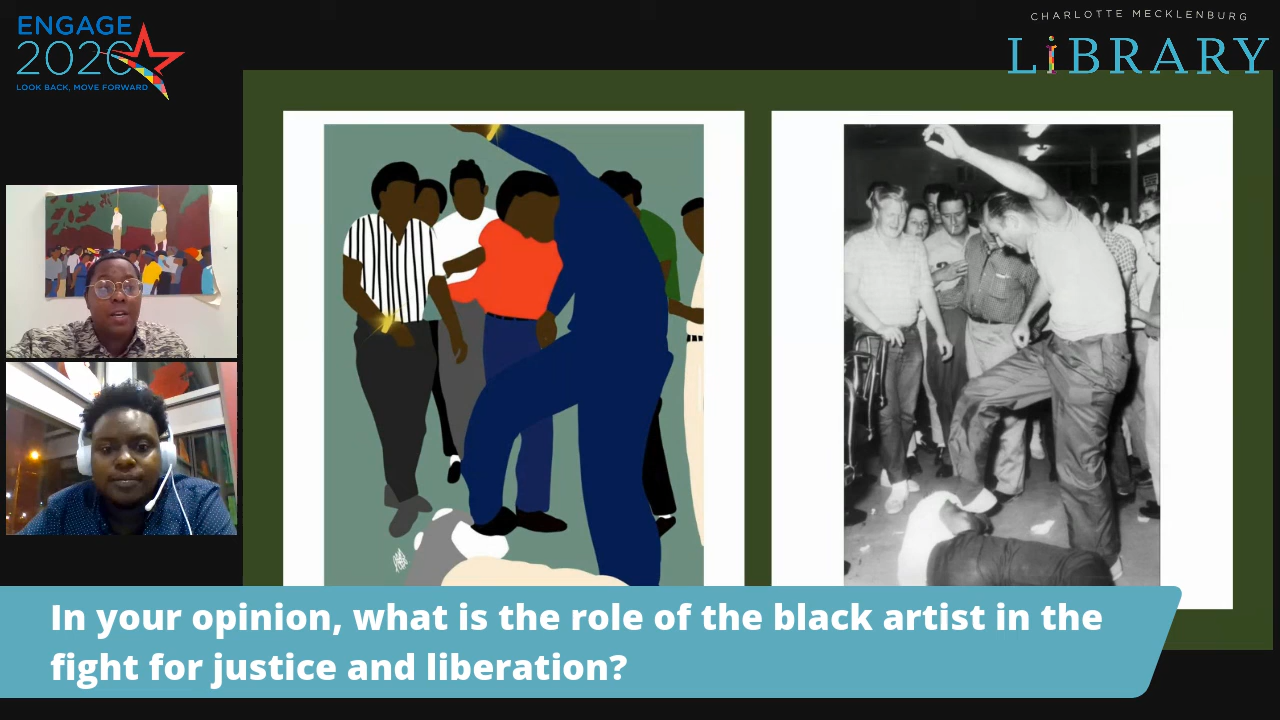 ENGAGE
2020
LOOK BACK, MOVE FORWARD
CHARLOTTE MECKLENBURG
LiBRARY
In your opinion, what is the role of the black artist in the
fight for justice and liberation?